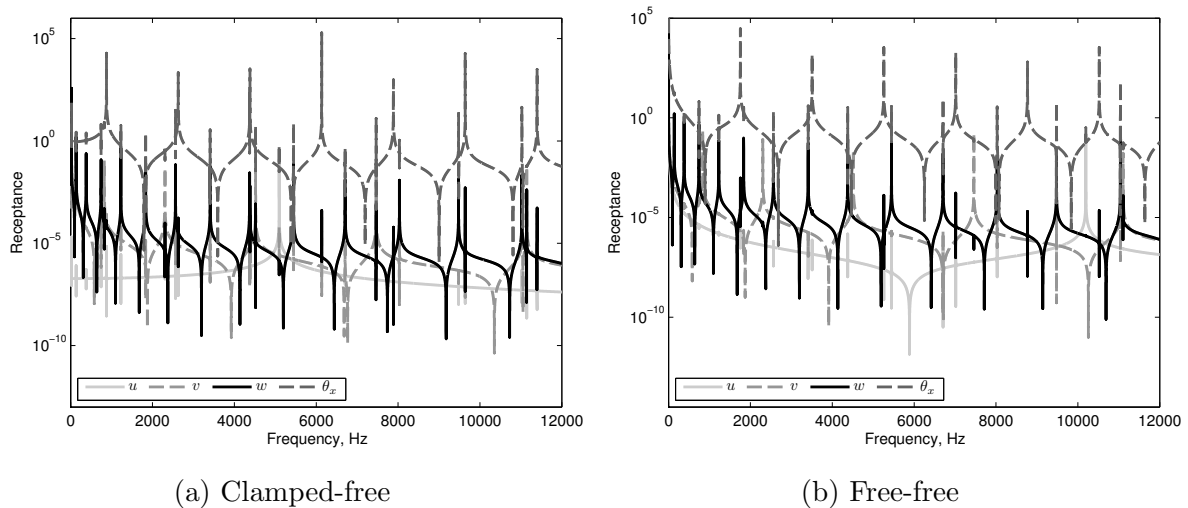 10^5
10^0
10^-5
10^-10
Receptance
u v w θ_x
0 2000 4000 6000 8000 10000 12000
Frequency, Hz
(a) Clamped-free
10^5
10^0
10^-5
10^-10
Receptance
u v w θ_x
0 2000 4000 6000 8000 10000 12000
Frequency, Hz
(b) Free-free